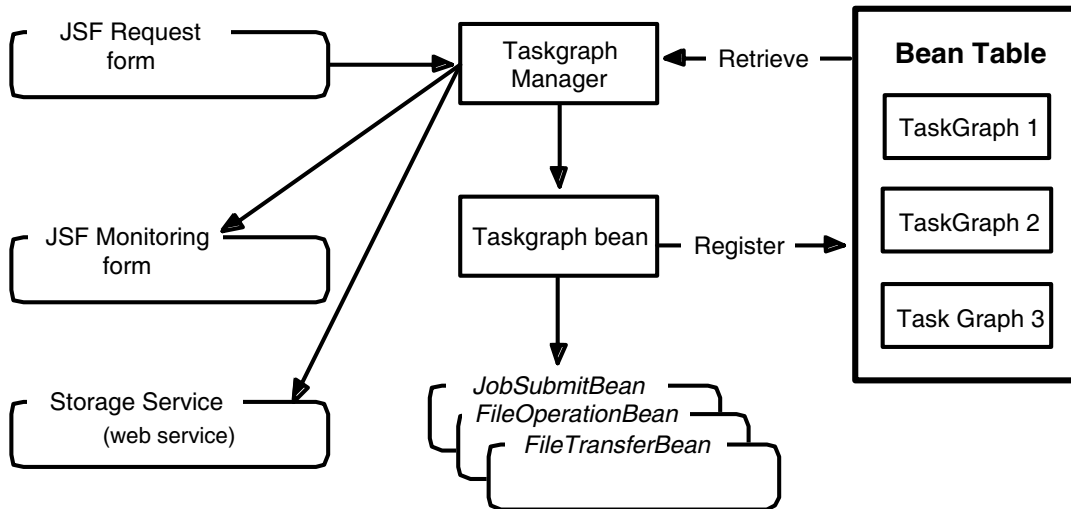 JSF Request
form
Taskgraph
Manager
Retrieve
Bean Table
TaskGraph 1
TaskGraph 2
Task Graph 3
JSF Monitoring
form
Taskgraph bean
Register
Storage Service
(web service)
JobSubmitBean
FileOperationBean
FileTransferBean